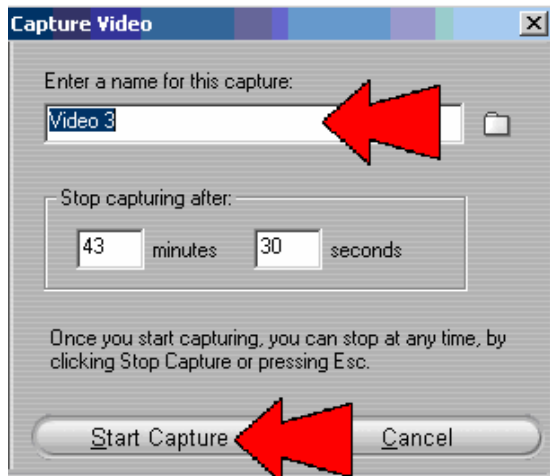 Capture Video
Enter a name for this capture:
Video 3
Stop capturing after:
43 minutes 30 seconds
Once you start capturing, you can stop at any time, by
clicking Stop Capture or pressing Esc.
Start Capture Cancel